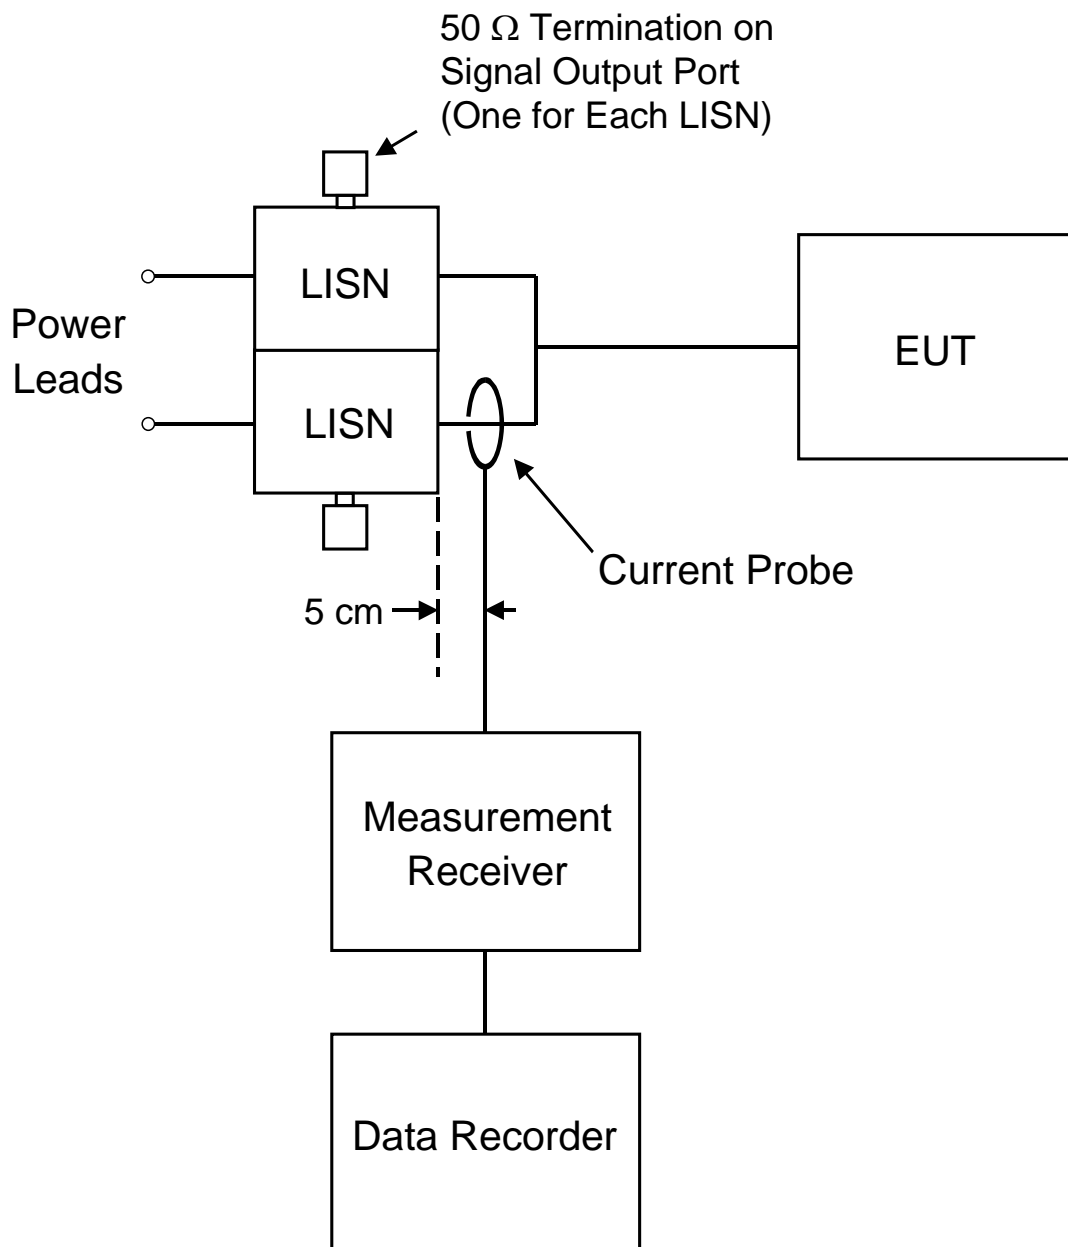 50 Ω Termination on
Signal Output Port
(One for Each LISN)
LISN
Power
Leads
LISN
EUT
Current Probe
5 cm
Measurement
Receiver
Data Recorder